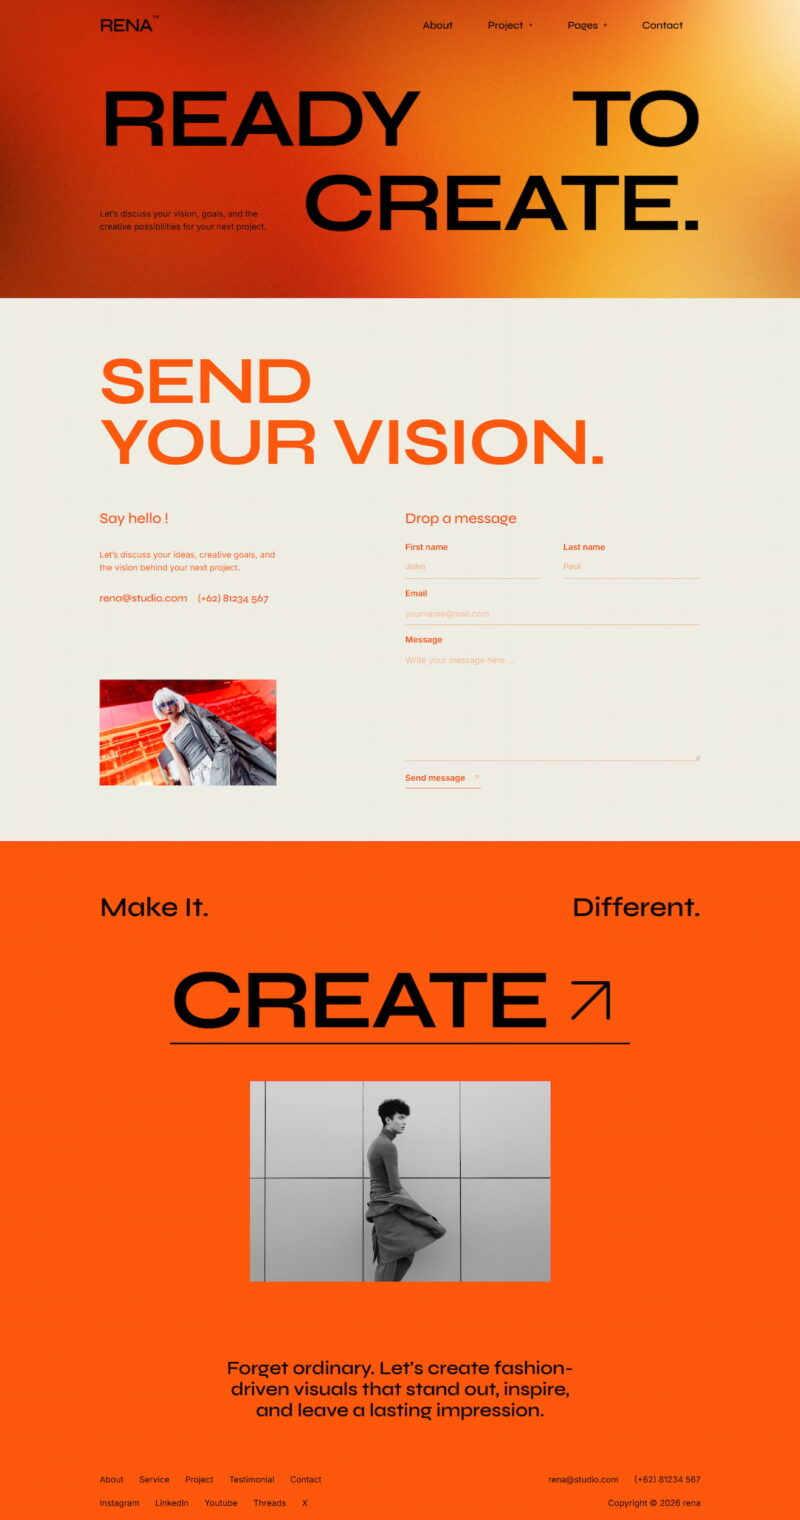 RENA™
About Project + Pages + Contact
READY TO
CREATE.
Let's discuss your vision, goals, and the
creative possibilities for your next project.
SEND
YOUR VISION.
Say hello !
Let's discuss your ideas, creative goals, and
the vision behind your next project.
rena@studio.com (+62) 81234 567
Drop a message
First name Last name
John Paul
Email
yourname@mail.com
Message
Write your message here ...
Send message
Make It. Different.
CREATE
Forget ordinary. Let's create fashion-
driven visuals that stand out, inspire,
and leave a lasting impression.
About Service Project Testimonial Contact
rena@studio.com (+62) 81234 567
Instagram LinkedIn Youtube Threads X
Copyright © 2026 rena